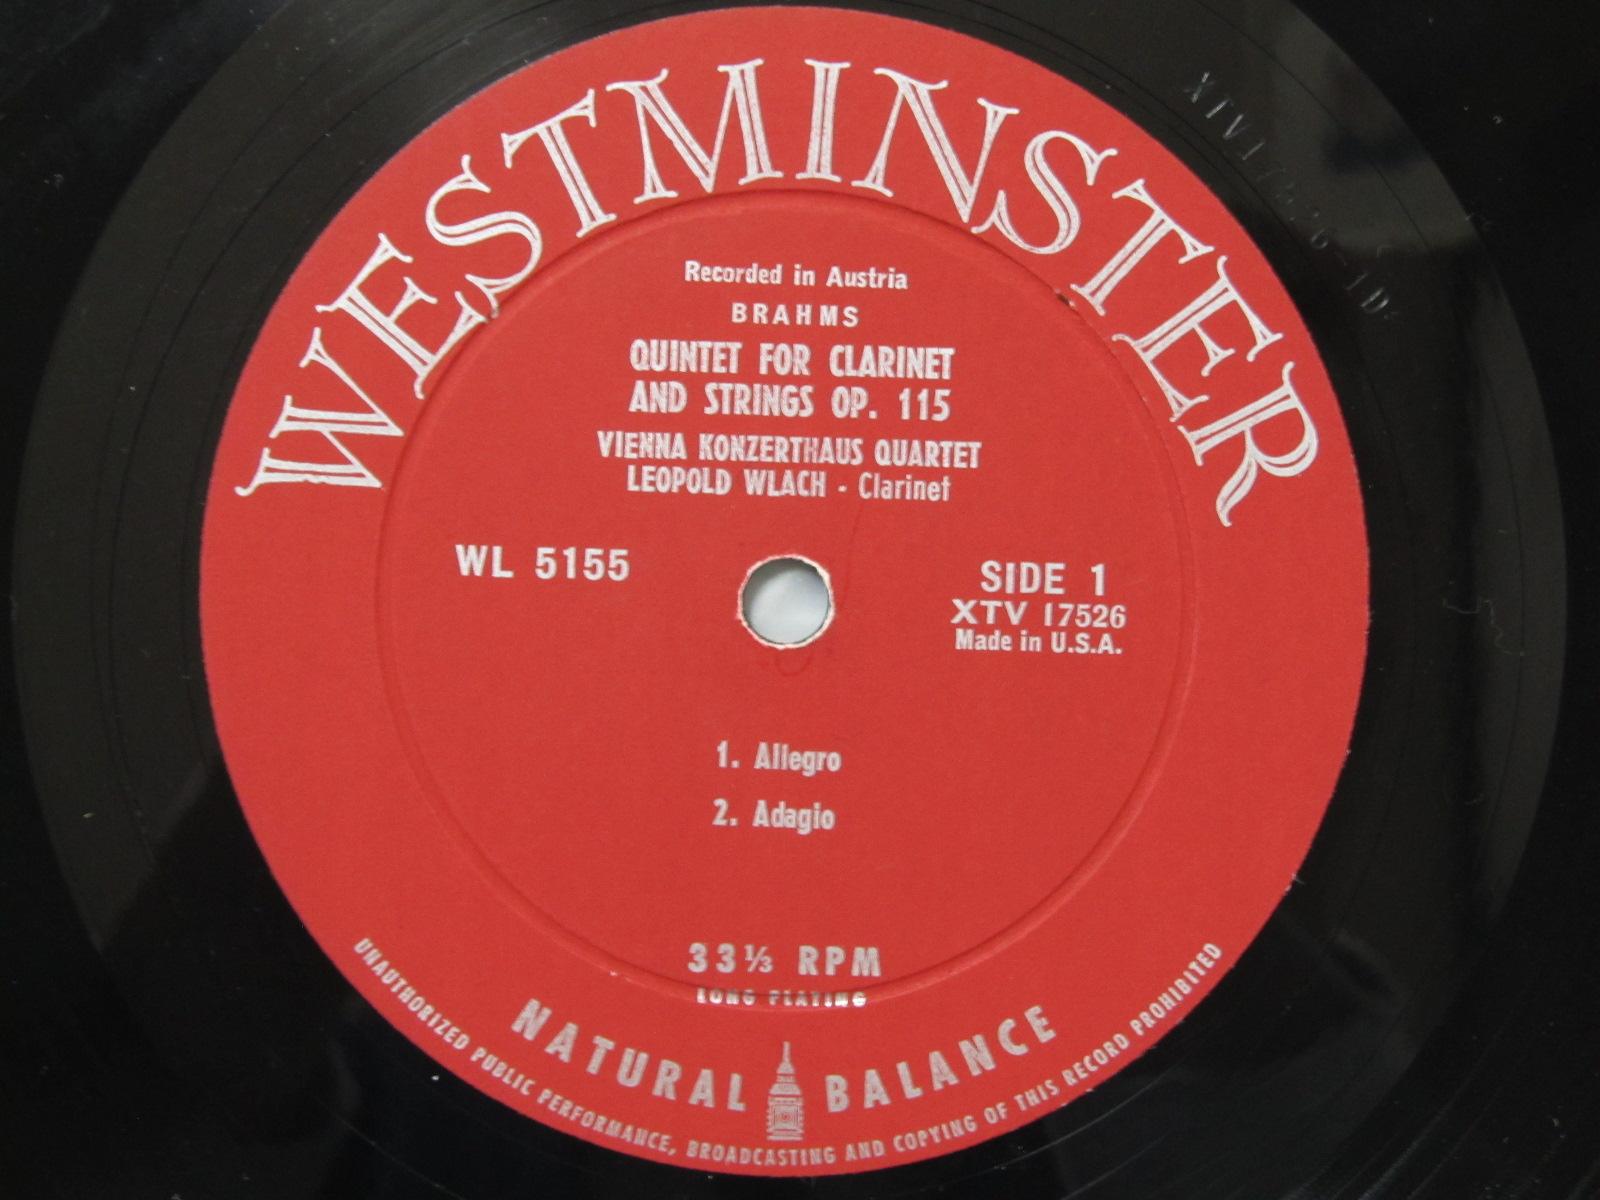 WESTMINSTER
Recorded in Austria
BRAHMS
QUINTET FOR CLARINET
AND STRINGS OP. 115
VIENNA KONZERTHAUS QUARTET
LEOPOLD WLACH - Clarinet
WL 5155
SIDE 1
XTV 17526
Made in U.S.A.
1. Allegro
2. Adagio
33⅓ RPM
LONG PLAYING
NATURAL BALANCE
UNAUTHORIZED PUBLIC PERFORMANCE, BROADCASTING AND COPYING OF THIS RECORD PROHIBITED